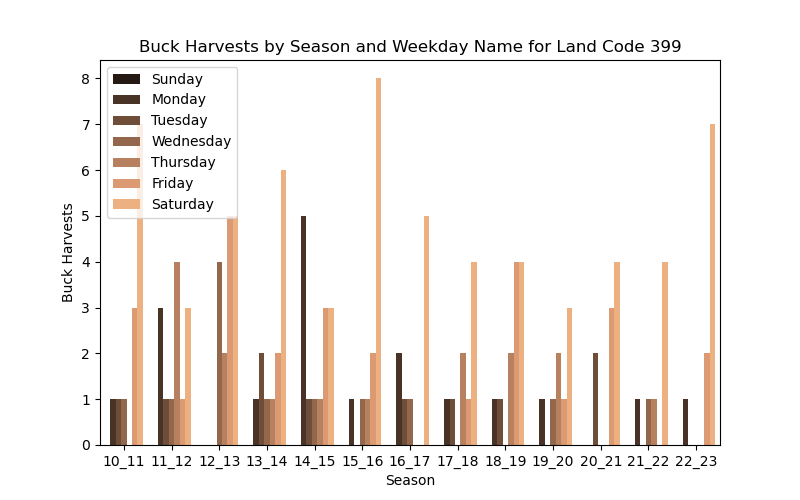 Buck Harvests by Season and Weekday Name for Land Code 399
Buck Harvests
8
7
6
5
4
3
2
1
0
Sunday
Monday
Tuesday
Wednesday
Thursday
Friday
Saturday
10_11 11_12 12_13 13_14 14_15 15_16 16_17 17_18 18_19 19_20 20_21 21_22 22_23
Season